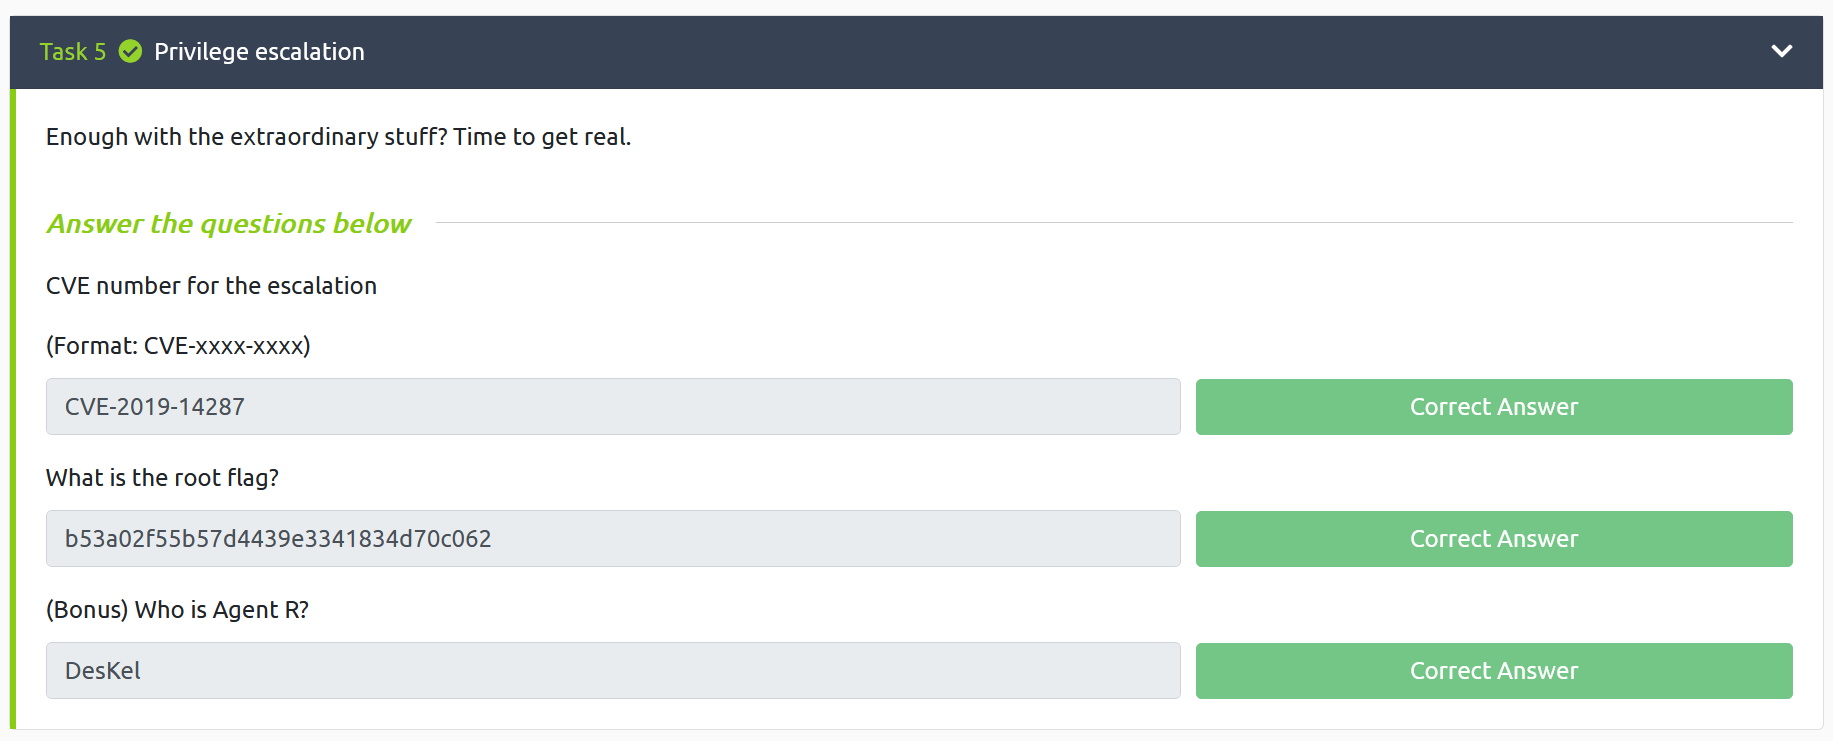 Task 5 Privilege escalation
Enough with the extraordinary stuff? Time to get real.
Answer the questions below
CVE number for the escalation
(Format: CVE-xxxx-xxxx)
CVE-2019-14287 Correct Answer
What is the root flag?
b53a02f55b57d4439e3341834d70c062 Correct Answer
(Bonus) Who is Agent R?
DesKel Correct Answer